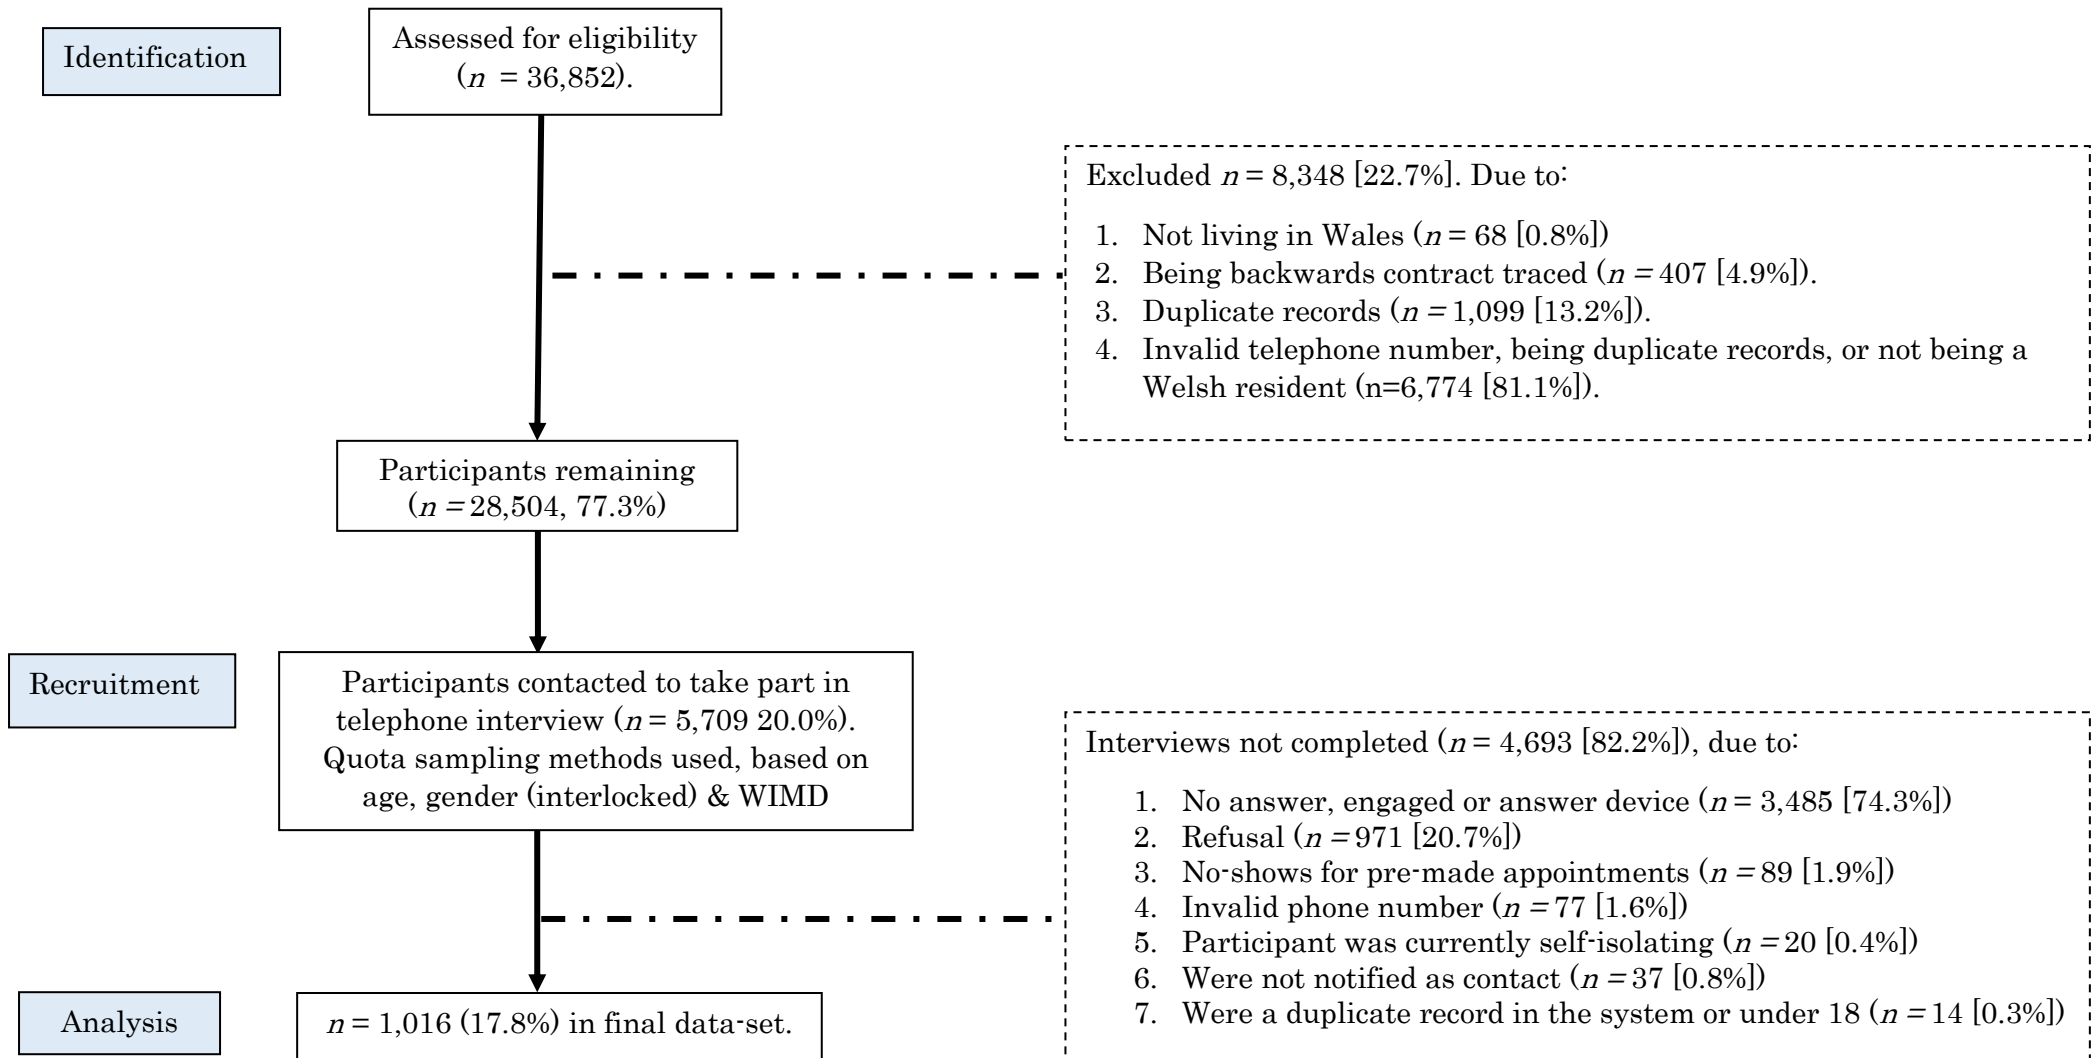 Identification
Assessed for eligibility
(n = 36,852).
Excluded n = 8,348 [22.7%]. Due to:
1. Not living in Wales (n = 68 [0.8%])
2. Being backwards contract traced (n = 407 [4.9%]).
3. Duplicate records (n = 1,099 [13.2%]).
4. Invalid telephone number, being duplicate records, or not being a
Welsh resident (n=6,774 [81.1%]).
Participants remaining
(n = 28,504, 77.3%)
Recruitment
Participants contacted to take part in
telephone interview (n = 5,709 20.0%).
Quota sampling methods used, based on
age, gender (interlocked) & WIMD
Interviews not completed (n = 4,693 [82.2%]), due to:
1. No answer, engaged or answer device (n = 3,485 [74.3%])
2. Refusal (n = 971 [20.7%])
3. No-shows for pre-made appointments (n = 89 [1.9%])
4. Invalid phone number (n = 77 [1.6%])
5. Participant was currently self-isolating (n = 20 [0.4%])
6. Were not notified as contact (n = 37 [0.8%])
7. Were a duplicate record in the system or under 18 (n = 14 [0.3%])
Analysis
n = 1,016 (17.8%) in final data-set.